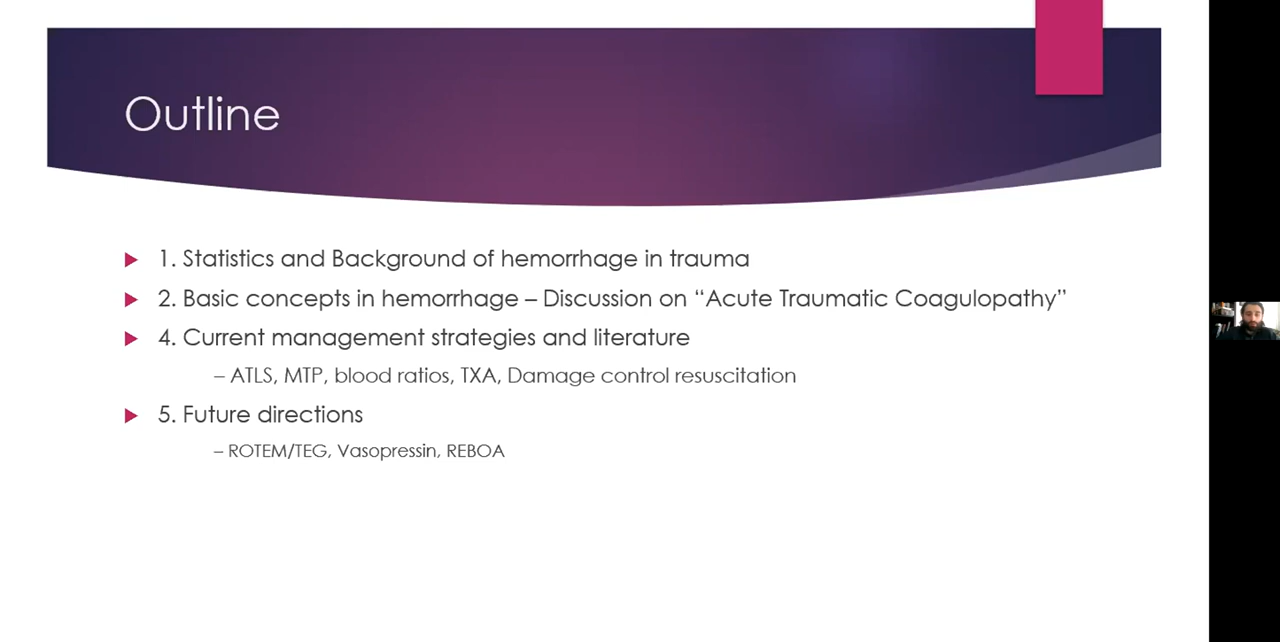 Outline
1. Statistics and Background of hemorrhage in trauma
2. Basic concepts in hemorrhage – Discussion on “Acute Traumatic Coagulopathy”
4. Current management strategies and literature
– ATLS, MTP, blood ratios, TXA, Damage control resuscitation
5. Future directions
– ROTEM/TEG, Vasopressin, REBOA